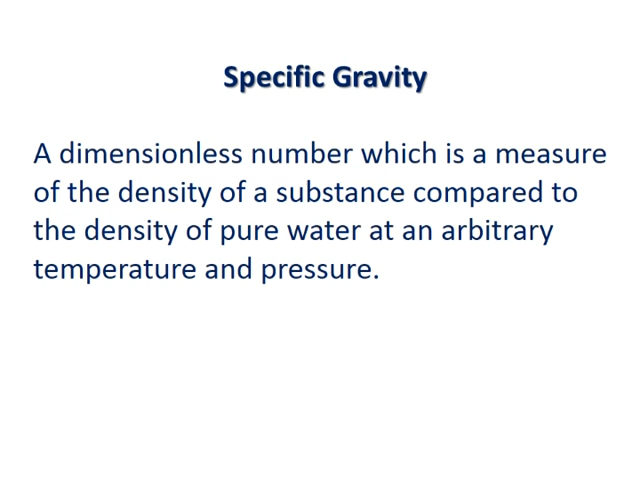 Specific Gravity
A dimensionless number which is a measure
of the density of a substance compared to
the density of pure water at an arbitrary
temperature and pressure.